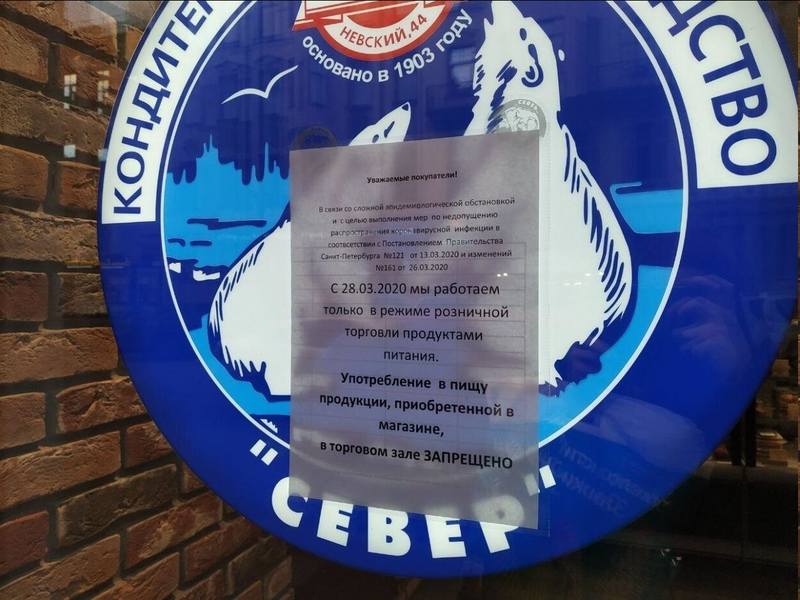 НЕВСКИЙ, 44
основано в 1903 году
КОНДИТЕ
ДСТВО
Уважаемые покупатели!
В связи со сложной эпидемиологической обстановкой
и с целью выполнения мер по недопущению
распространения коронавирусной инфекции в
соответствии с Постановлением Правительства
Санкт-Петербурга №121 от 13.03.2020 и изменений
№161 от 26.03.2020
С 28.03.2020 мы работаем
только в режиме розничной
торговли продуктами
питания.
Употребление в пищу
продукции, приобретенной в
магазине,
в торговом зале ЗАПРЕЩЕНО
"СЕВЕР"